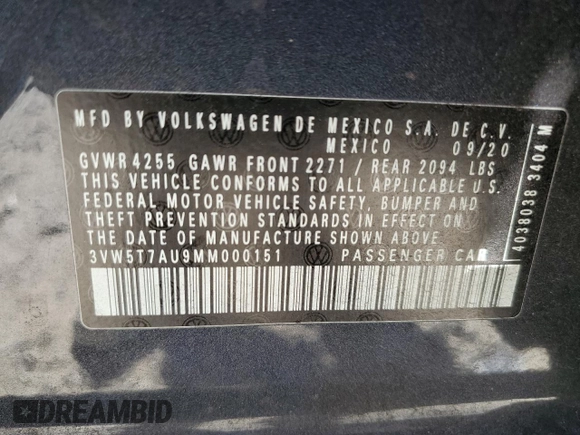 MFD BY VOLKSWAGEN DE MEXICO S.A. DE C.V.
MEXICO 09/20
GVWR 4255 GAWR FRONT 2271 / REAR 2094 LBS
THIS VEHICLE CONFORMS TO ALL APPLICABLE U.S.
FEDERAL MOTOR VEHICLE SAFETY, BUMPER AND
THEFT PREVENTION STANDARDS IN EFFECT ON
THE DATE OF MANUFACTURE SHOWN ABOVE.
3VW5T7AU9MM000151 PASSENGER CAR
4038038 3404 M
DREAMBID